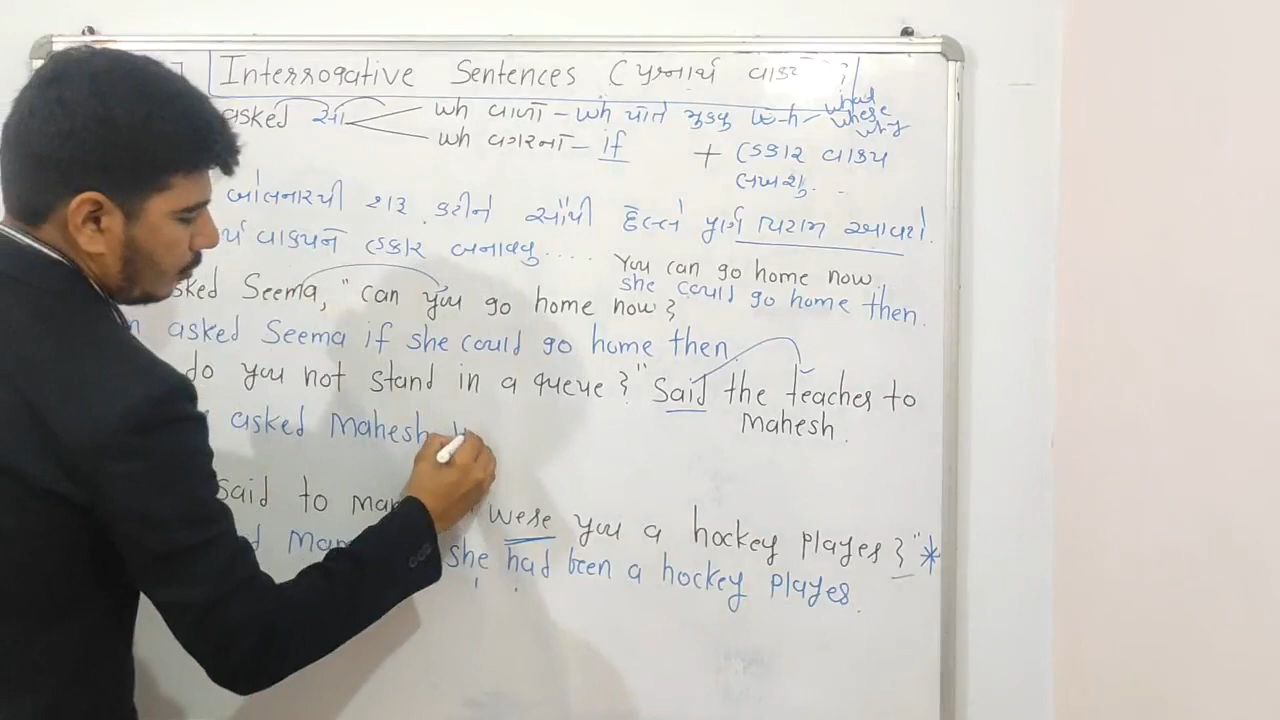 Interrogative Sentences (પ્રશ્નાર્થ વાક્ય)
asked સૉ wh વાળા - wh પોતે મુકવુ what
where
why
wh વગરનાં - if + હકાર વાક્ય
લખશું...
બોલનારથી શરૂ કરીને સૉથી છેલ્લે પૂર્ણ વિરામ આવશે.
વાક્યને હકાર બનાવવુ.....
You can go home now.
she could go home then.
asked Seema, "can you go home now?
asked Seema if she could go home then.
do you not stand in a queue?" Said the teacher to
Mahesh.
asked Mahesh
said to "were you a hockey player?" *
she had been a hockey player.